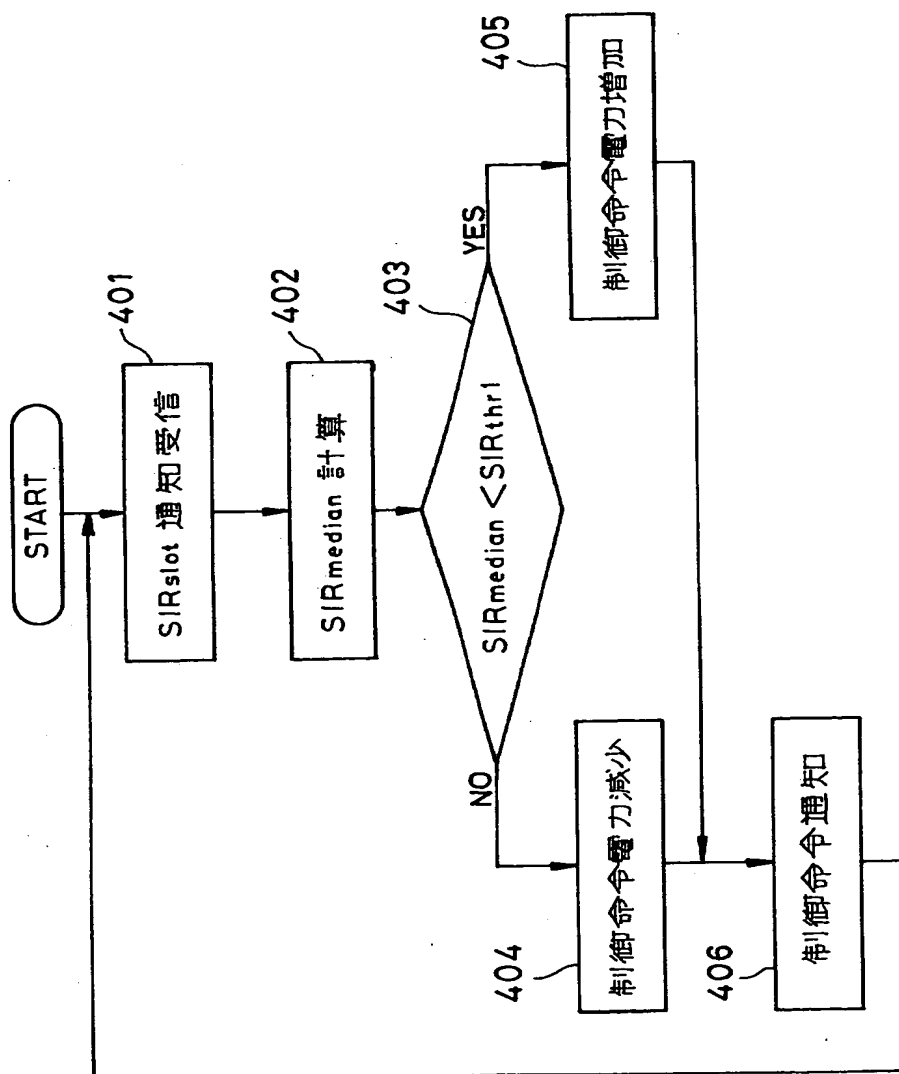 START
401
SIRslot 通知受信
402
SIRmedian 計算
403
SIRmedian＜SIRthr1
YES
NO
405
制御命令電力増加
404
制御命令電力減少
406
制御命令通知